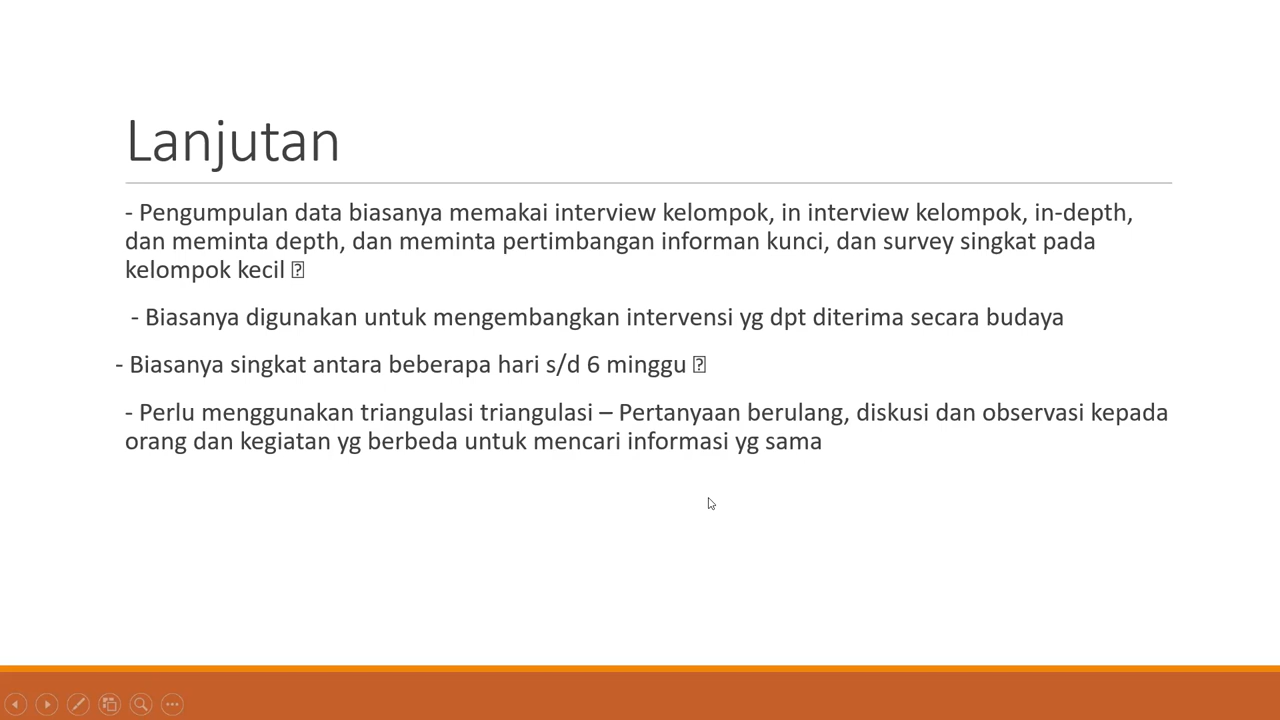 Lanjutan
- Pengumpulan data biasanya memakai interview kelompok, in interview kelompok, in-depth,
dan meminta depth, dan meminta pertimbangan informan kunci, dan survey singkat pada
kelompok kecil
- Biasanya digunakan untuk mengembangkan intervensi yg dpt diterima secara budaya
- Biasanya singkat antara beberapa hari s/d 6 minggu
- Perlu menggunakan triangulasi triangulasi – Pertanyaan berulang, diskusi dan observasi kepada
orang dan kegiatan yg berbeda untuk mencari informasi yg sama